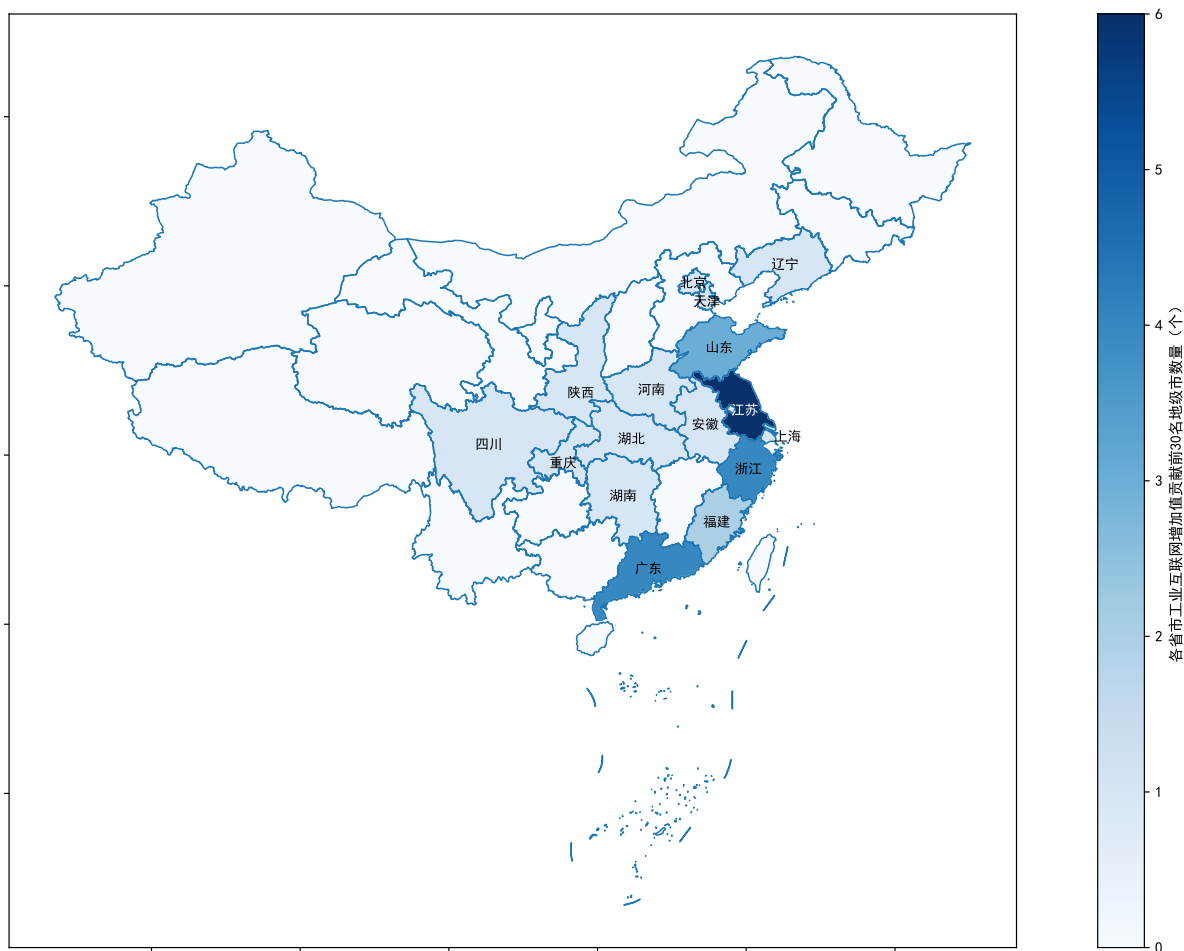 辽宁
北京
天津
山东
陕西
河南
江苏
安徽
上海
湖北
四川
重庆
浙江
湖南
福建
广东
6
5
4
3
2
1
0
各省市工业互联网增加值贡献前30名地级市数量（个）